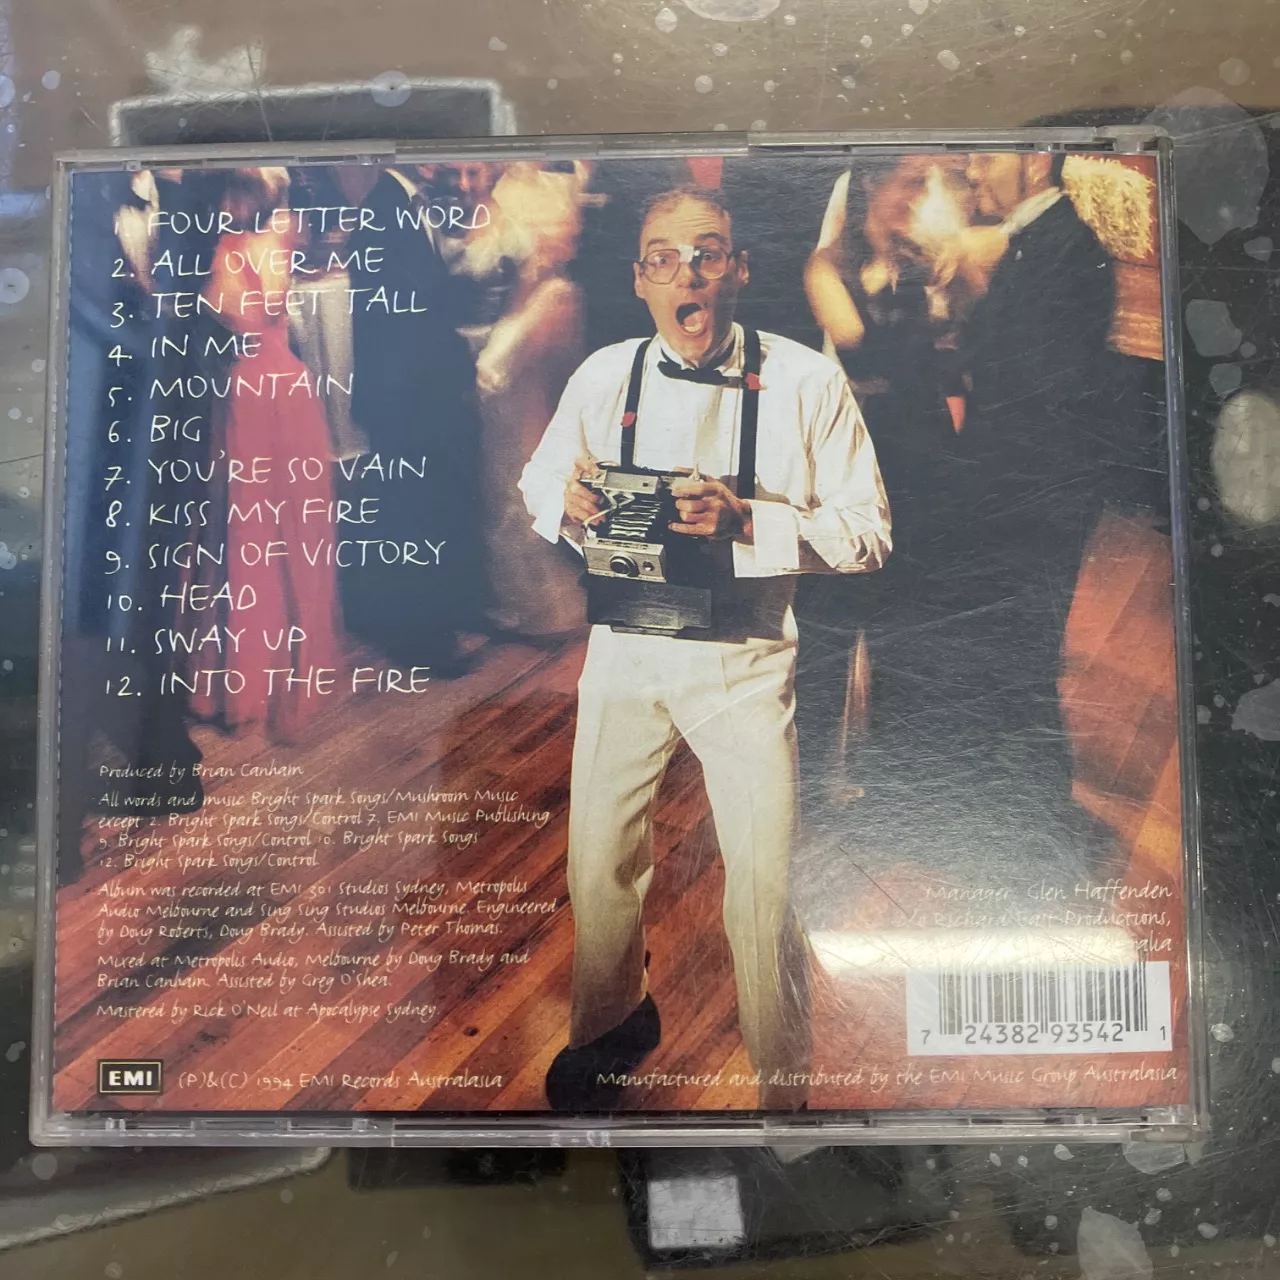 1. FOUR LETTER WORD
2. ALL OVER ME
3. TEN FEET TALL
4. IN ME
5. MOUNTAIN
6. BIG
7. YOU'RE SO VAIN
8. KISS MY FIRE
9. SIGN OF VICTORY
10. HEAD
11. SWAY UP
12. INTO THE FIRE
Produced by Brian Canham
All words and music Bright Spark Songs/Mushroom Music
except 2. Bright Spark Songs/Control 7. EMI Music Publishing
9. Bright Spark Songs/Control 10. Bright Spark Songs
12. Bright Spark Songs/Control
Album was recorded at EMI 301 Studios Sydney, Metropolis
Audio Melbourne and Sing Sing Studios Melbourne. Engineered
by Doug Roberts, Doug Brady. Assisted by Peter Thomas.
Mixed at Metropolis Audio, Melbourne by Doug Brady and
Brian Canham. Assisted by Greg O'Shea.
Mastered by Rick O'Neil at Apocalypse Sydney.
Manager: Glen Haffenden
c/o Richard East Productions,
7 24382 93542 1
EMI (P)&(C) 1994 EMI Records Australasia
Manufactured and distributed by the EMI Music Group Australasia